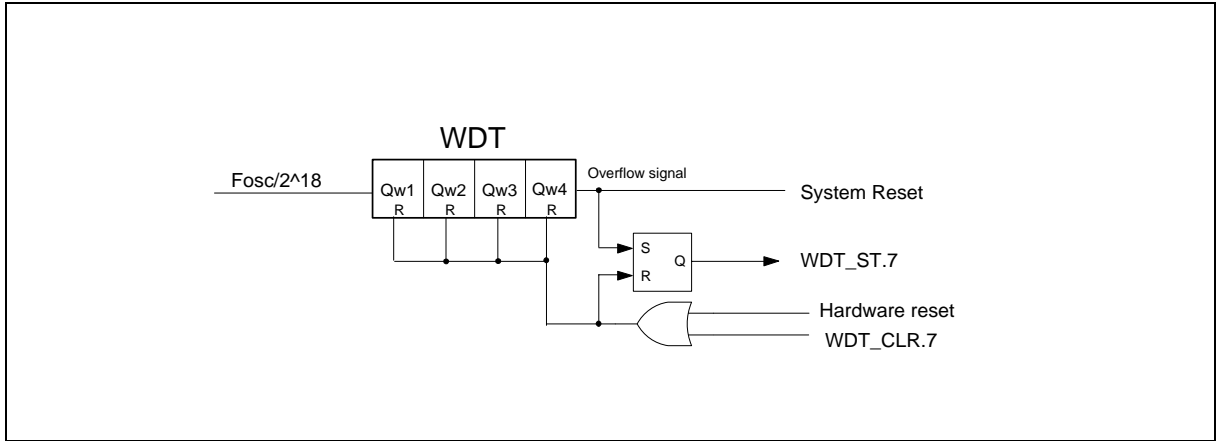 WDT
Fosc/2^18
Qw1 Qw2 Qw3 Qw4
R R R R
Overflow signal
System Reset
S
Q
R
WDT_ST.7
Hardware reset
WDT_CLR.7